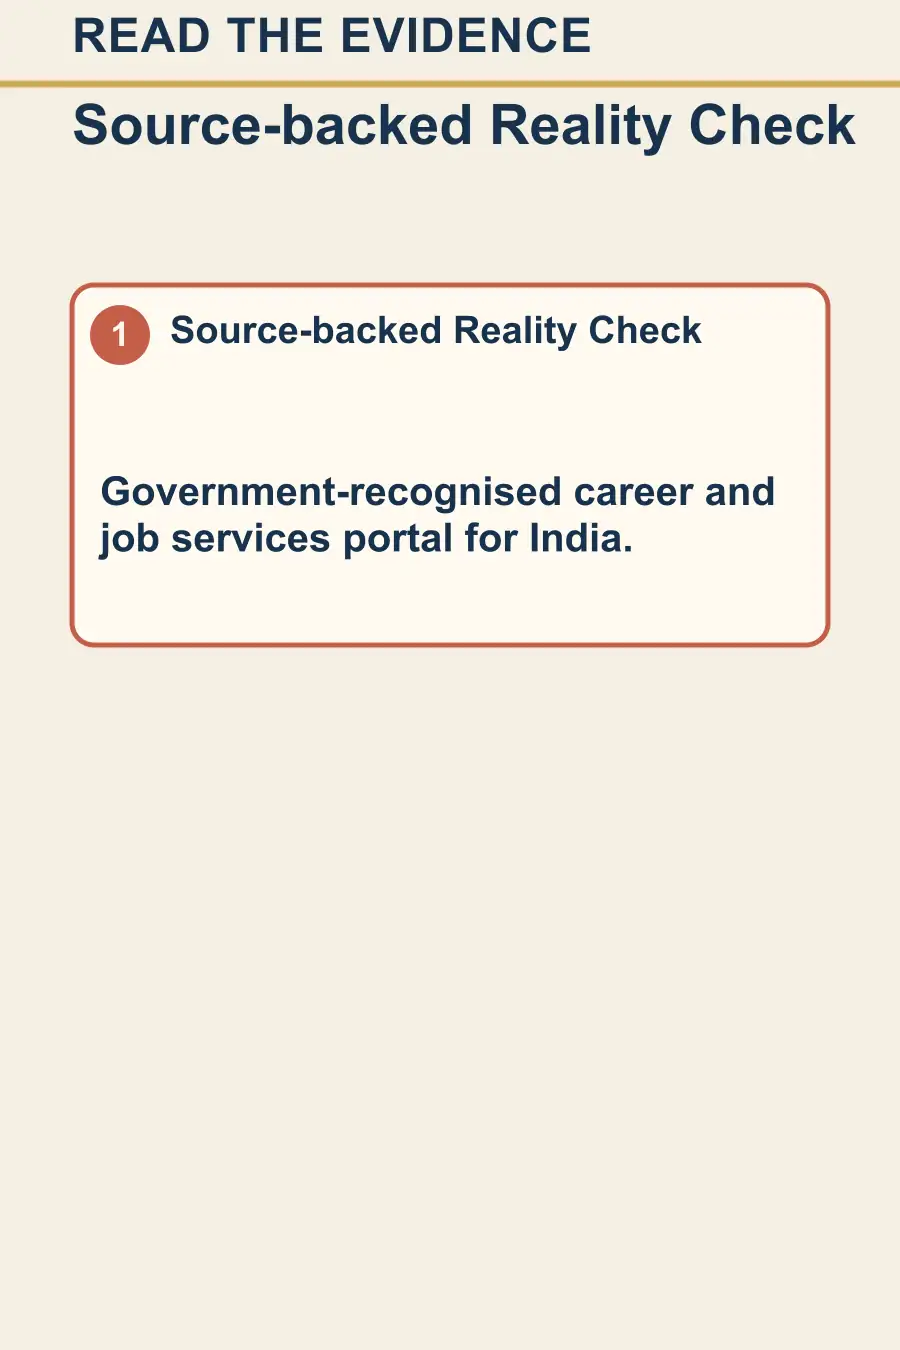 READ THE EVIDENCE
Source-backed Reality Check
1 Source-backed Reality Check
Government-recognised career and
job services portal for India.